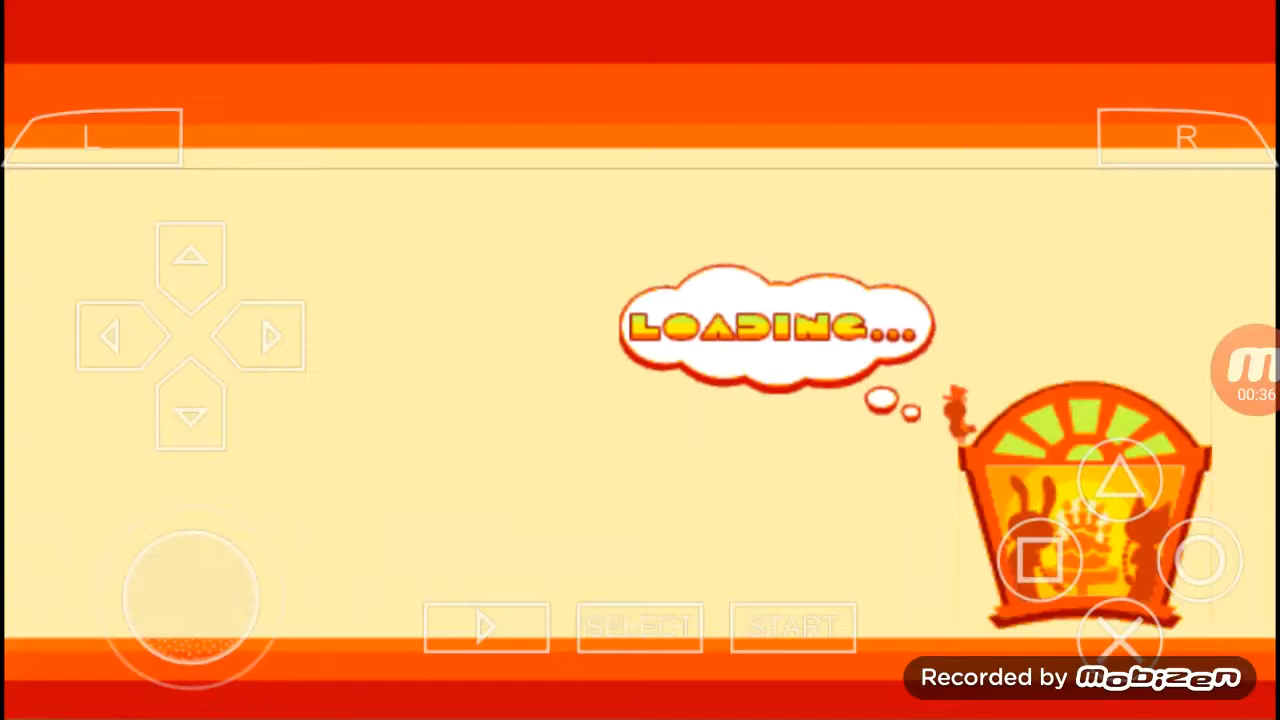 L
R
LOADING...
00:36
SELECT
START
Recorded by mobizen